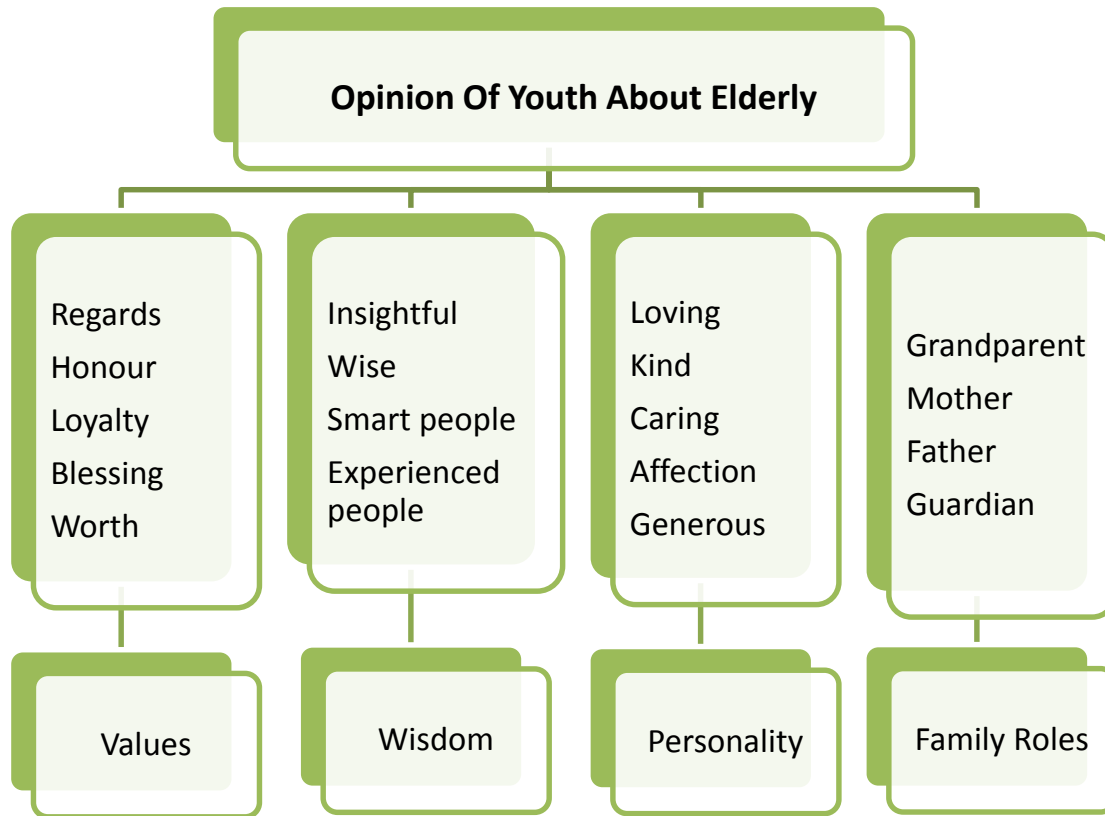 Opinion Of Youth About Elderly
Regards
Honour
Loyalty
Blessing
Worth
Insightful
Wise
Smart people
Experienced
people
Loving
Kind
Caring
Affection
Generous
Grandparent
Mother
Father
Guardian
Values
Wisdom
Personality
Family Roles